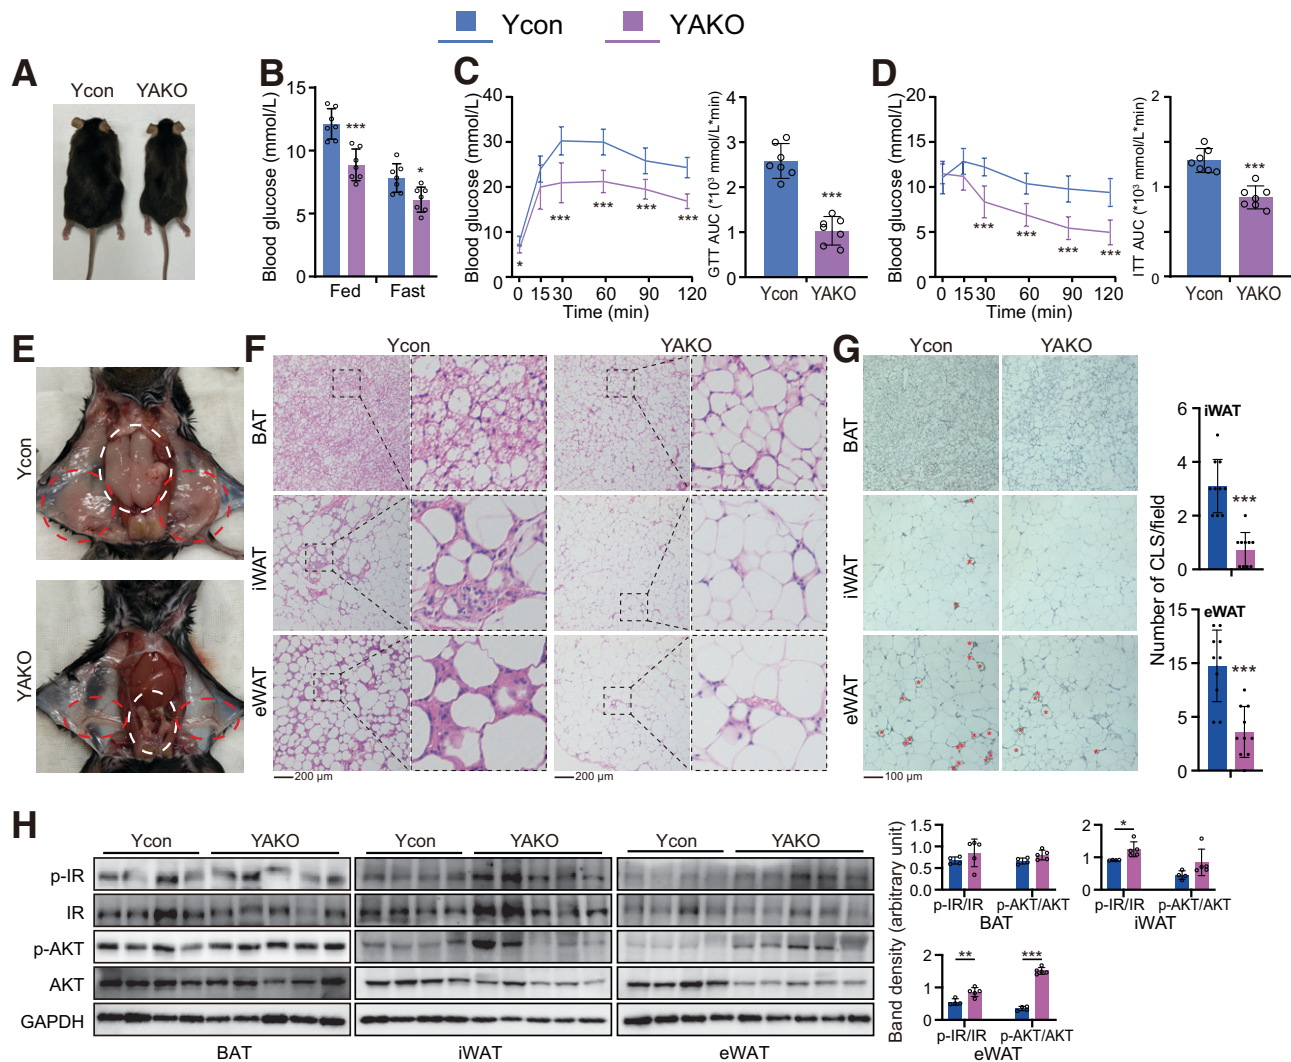 Ycon YAKO
A
Ycon YAKO
B
Blood glucose (mmol/L)
15
10
5
0
***
*
Fed Fast
C
Blood glucose (mmol/L)
40
30
20
10
0
*
***
***
***
***
0 15 30 60 90 120
Time (min)
GTT AUC (*10³ mmol/L*min)
4
3
2
1
0
***
Ycon YAKO
D
Blood glucose (mmol/L)
20
15
10
5
0
***
***
***
***
0 15 30 60 90 120
Time (min)
ITT AUC (*10³ mmol/L*min)
2
1
0
***
Ycon YAKO
E
Ycon
YAKO
F
Ycon YAKO
BAT
iWAT
eWAT
200 µm 200 µm
G
Ycon YAKO
BAT
iWAT
eWAT
100 µm
Number of CLS/field
6
4
2
0
iWAT
***
15
15
5
0
eWAT
***
H
Ycon YAKO Ycon YAKO Ycon YAKO
p-IR
IR
p-AKT
AKT
GAPDH
BAT iWAT eWAT
Band density (arbitrary unit)
1.5
1.0
0.5
0.0
p-IR/IR p-AKT/AKT
BAT
2
1
0
*
p-IR/IR p-AKT/AKT
iWAT
2
1
0
** ***
p-IR/IR p-AKT/AKT
eWAT